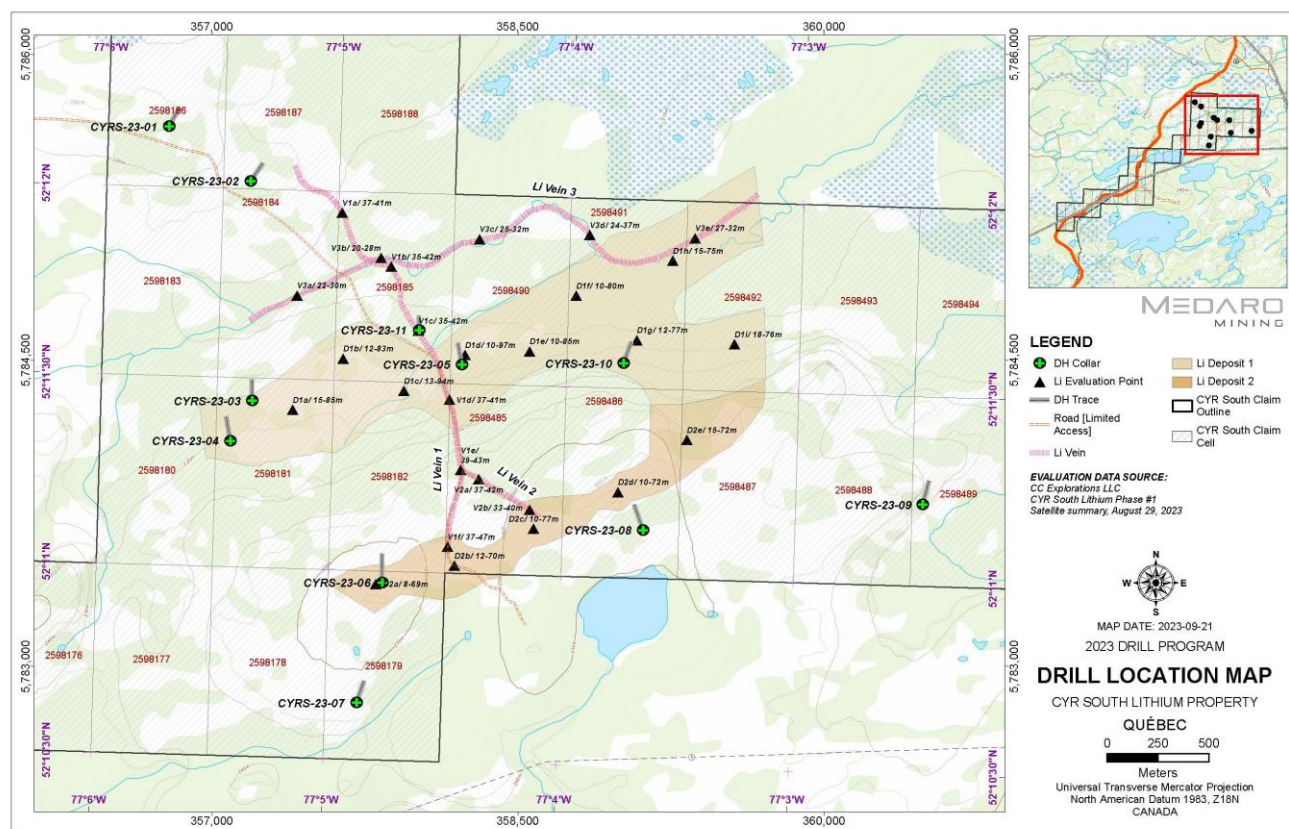 357,000
358,500
360,000
77°6'W
77°5'W
77°4'W
77°3'W
5,786,000
5,786,000
2598186
2598187
2598188
CYRS-23-01
CYRS-23-02
52°12'N
52°12'N
2598184
Li Vein 3
2598491
V1a/ 37-41m
V3c/ 25-32m
V3d/ 24-37m
V3e/ 27-32m
V3b/ 20-28m
V1b/ 35-42m
D1h/ 15-75m
2598183
2598185
2598490
V3a/ 22-30m
D1f/ 10-80m
2598492
2598493
2598494
V1c/ 35-42m
CYRS-23-11
D1g/ 12-77m
D1i/ 18-76m
D1b/ 12-83m
D1d/ 10-97m
D1e/ 10-85m
CYRS-23-05
CYRS-23-10
5,784,500
5,784,500
52°11'30"N
52°11'30"N
D1c/ 13-94m
CYRS-23-03
D1a/ 15-85m
V1d/ 37-41m
2598486
2598485
CYRS-23-04
D2e/ 15-72m
2598180
2598181
2598182
V1e/
39-43m
Li Vein 1
Li Vein 2
V2a/ 37-42m
D2d/ 10-72m
2598487
2598488
2598489
CYRS-23-09
V2b/ 33-40m
D2c/ 10-77m
CYRS-23-08
V1f/ 37-47m
D2b/ 12-70m
52°11'N
52°11'N
CYRS-23-06
D2a/ 8-69m
2598176
2598177
2598178
2598179
5,783,000
5,783,000
CYRS-23-07
52°10'30"N
52°10'30"N
77°6'W
77°5'W
77°4'W
77°3'W
357,000
358,500
360,000
MEDARO
MINING
LEGEND
DH Collar
Li Evaluation Point
DH Trace
Road [Limited
Access]
Li Vein
Li Deposit 1
Li Deposit 2
CYR South Claim
Outline
CYR South Claim
Cell
EVALUATION DATA SOURCE:
CC Explorations LLC
CYR South Lithium Phase #1
Satellite summary, August 29, 2023
N
W
E
S
MAP DATE: 2023-09-21
2023 DRILL PROGRAM
DRILL LOCATION MAP
CYR SOUTH LITHIUM PROPERTY
QUÉBEC
0 250 500
Meters
Universal Transverse Mercator Projection
North American Datum 1983, Z18N
CANADA